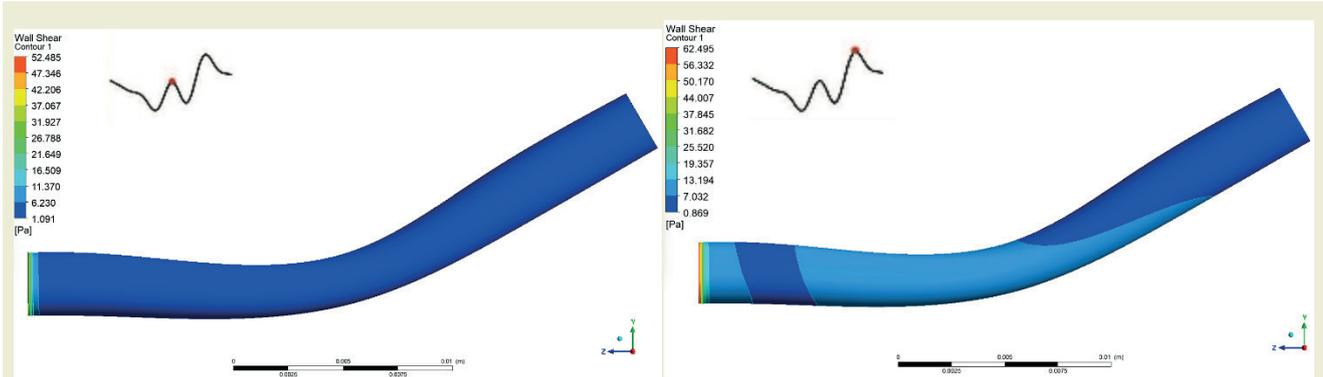 Wall Shear
Contour 1
52.485
47.346
42.206
37.067
31.927
26.788
21.649
16.509
11.370
6.230
1.091
[Pa]
0
0.005
0.01 (m)
0.0025
0.0075
Y
Z
Wall Shear
Contour 1
62.495
56.332
50.170
44.007
37.845
31.682
25.520
19.357
13.194
7.032
0.869
[Pa]
0
0.005
0.01 (m)
0.0025
0.0075
Y
Z